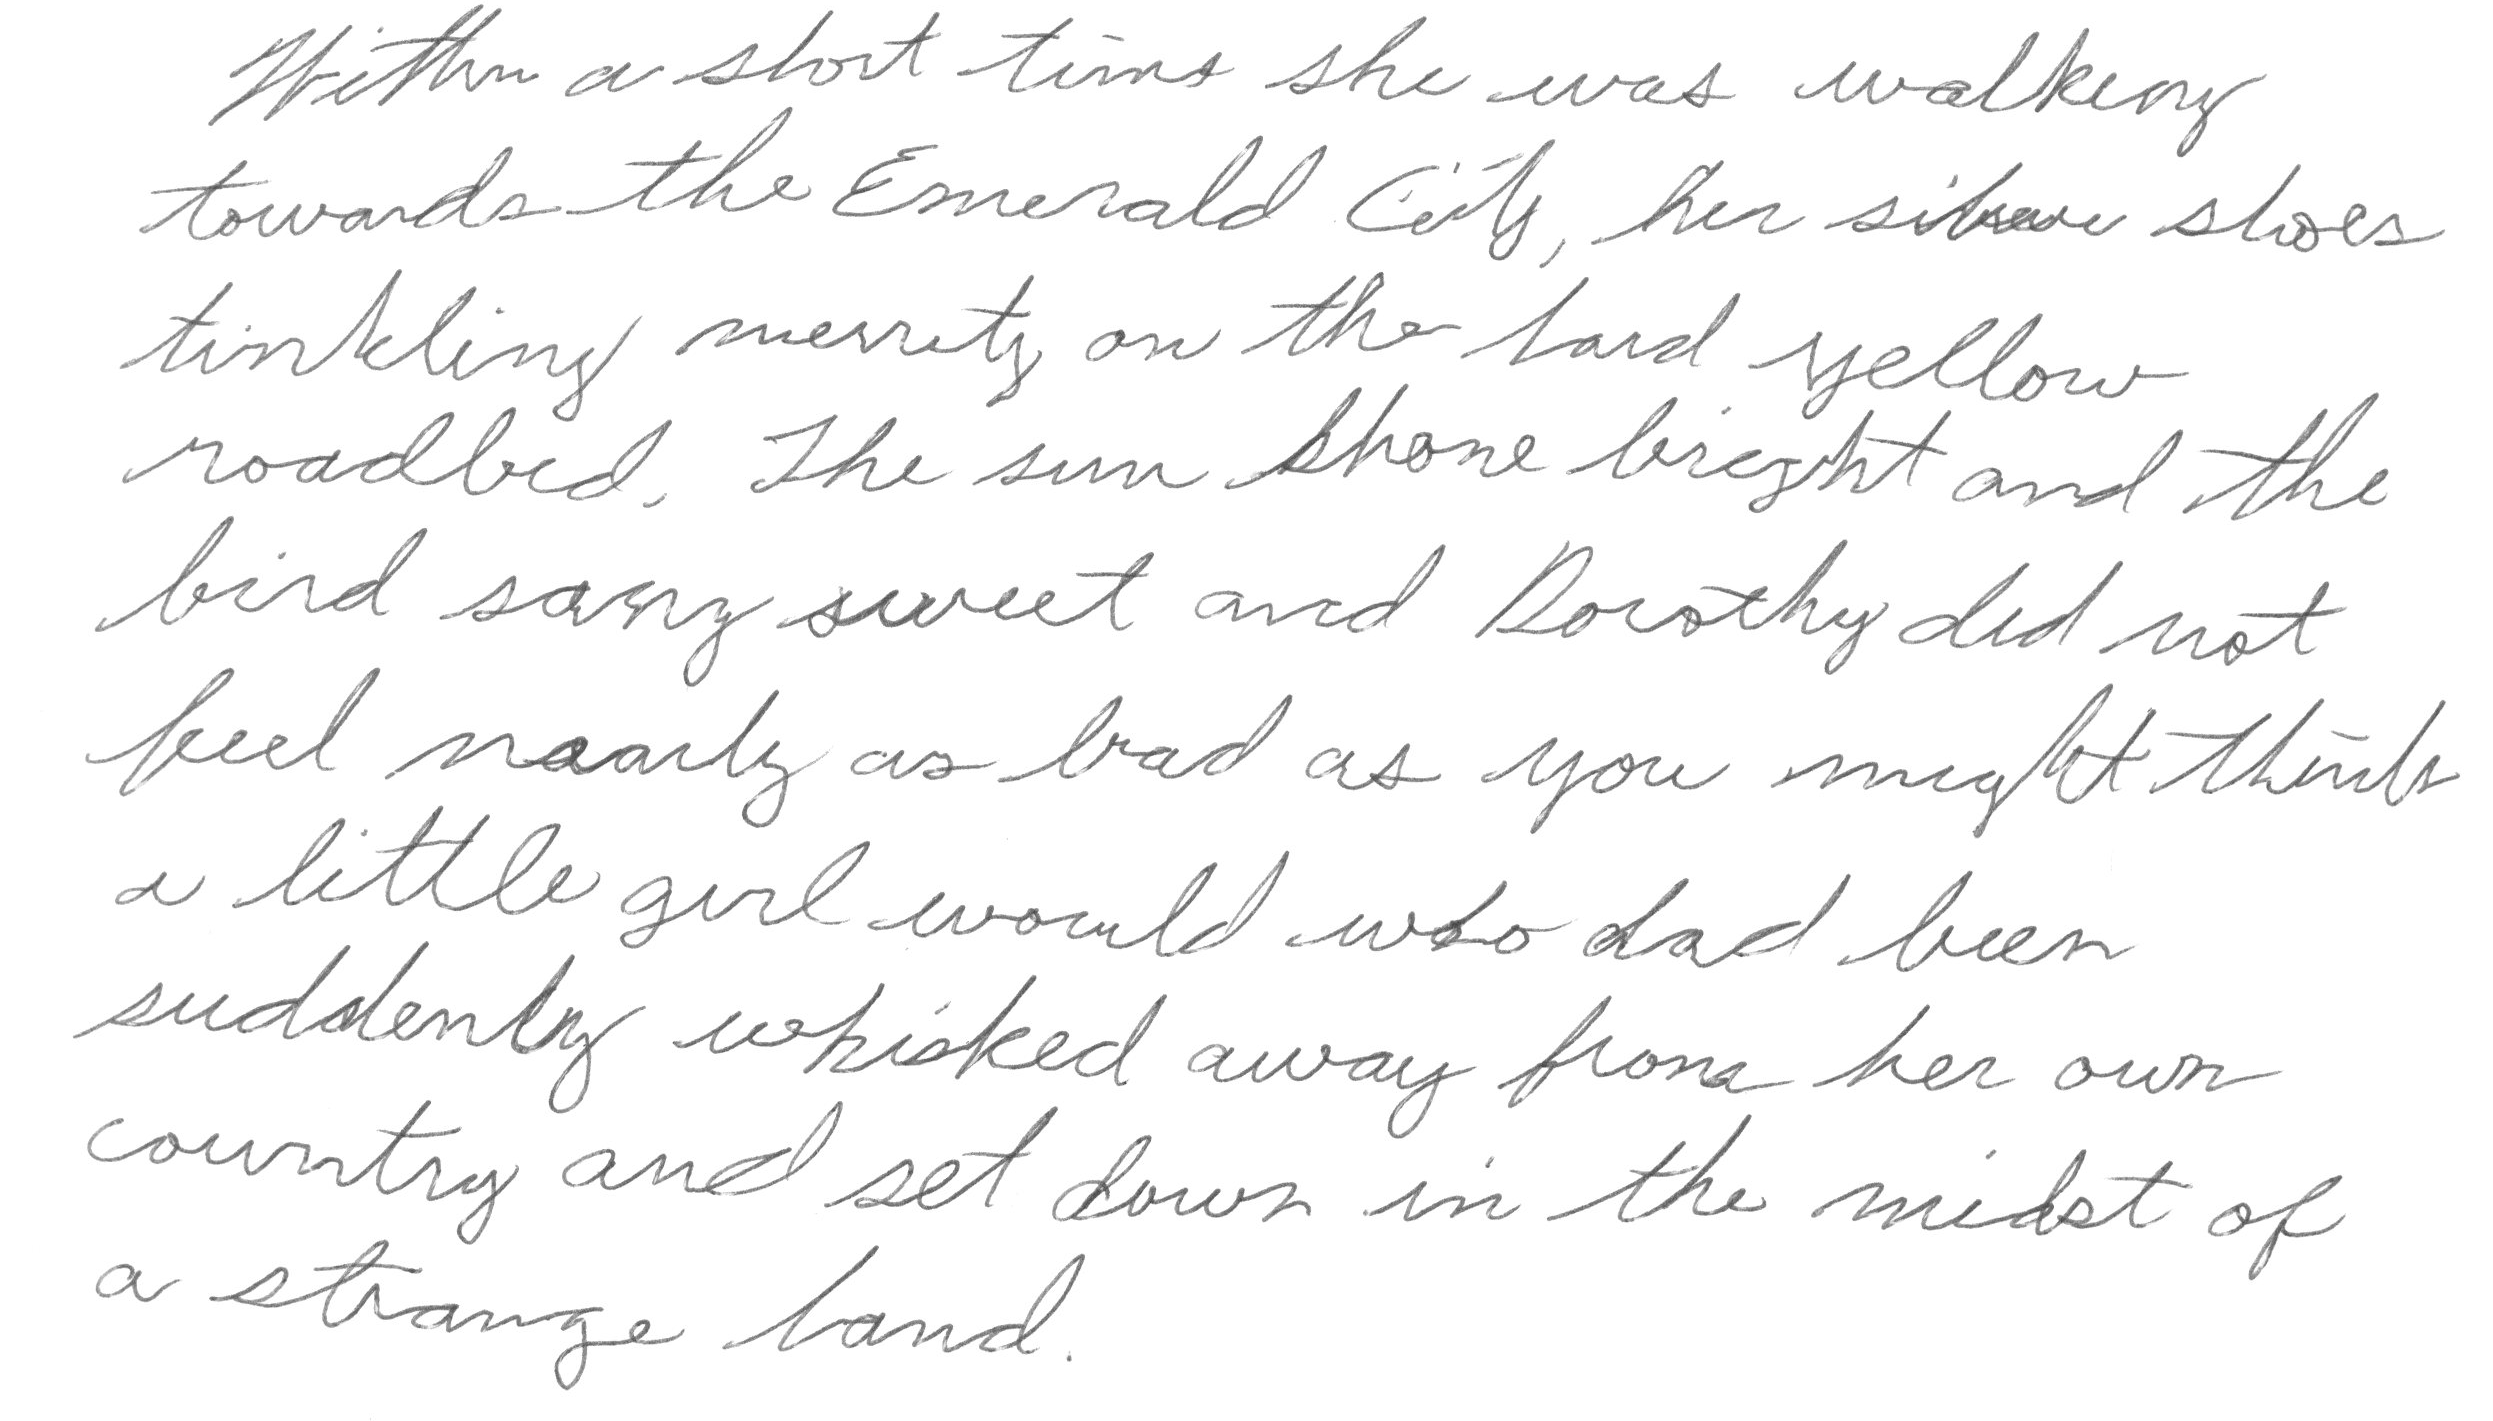 Within a short time she was walking
towards the Emerald City, her silver shoes
tinkling merrily on the hard yellow
roadbed. The sun shone bright and the
bird sang sweet and Dorothy did not
feel nearly as bad as you might think
a little girl would who had been
suddenly whisked away from her own
country and set down in the midst of
a strange land.